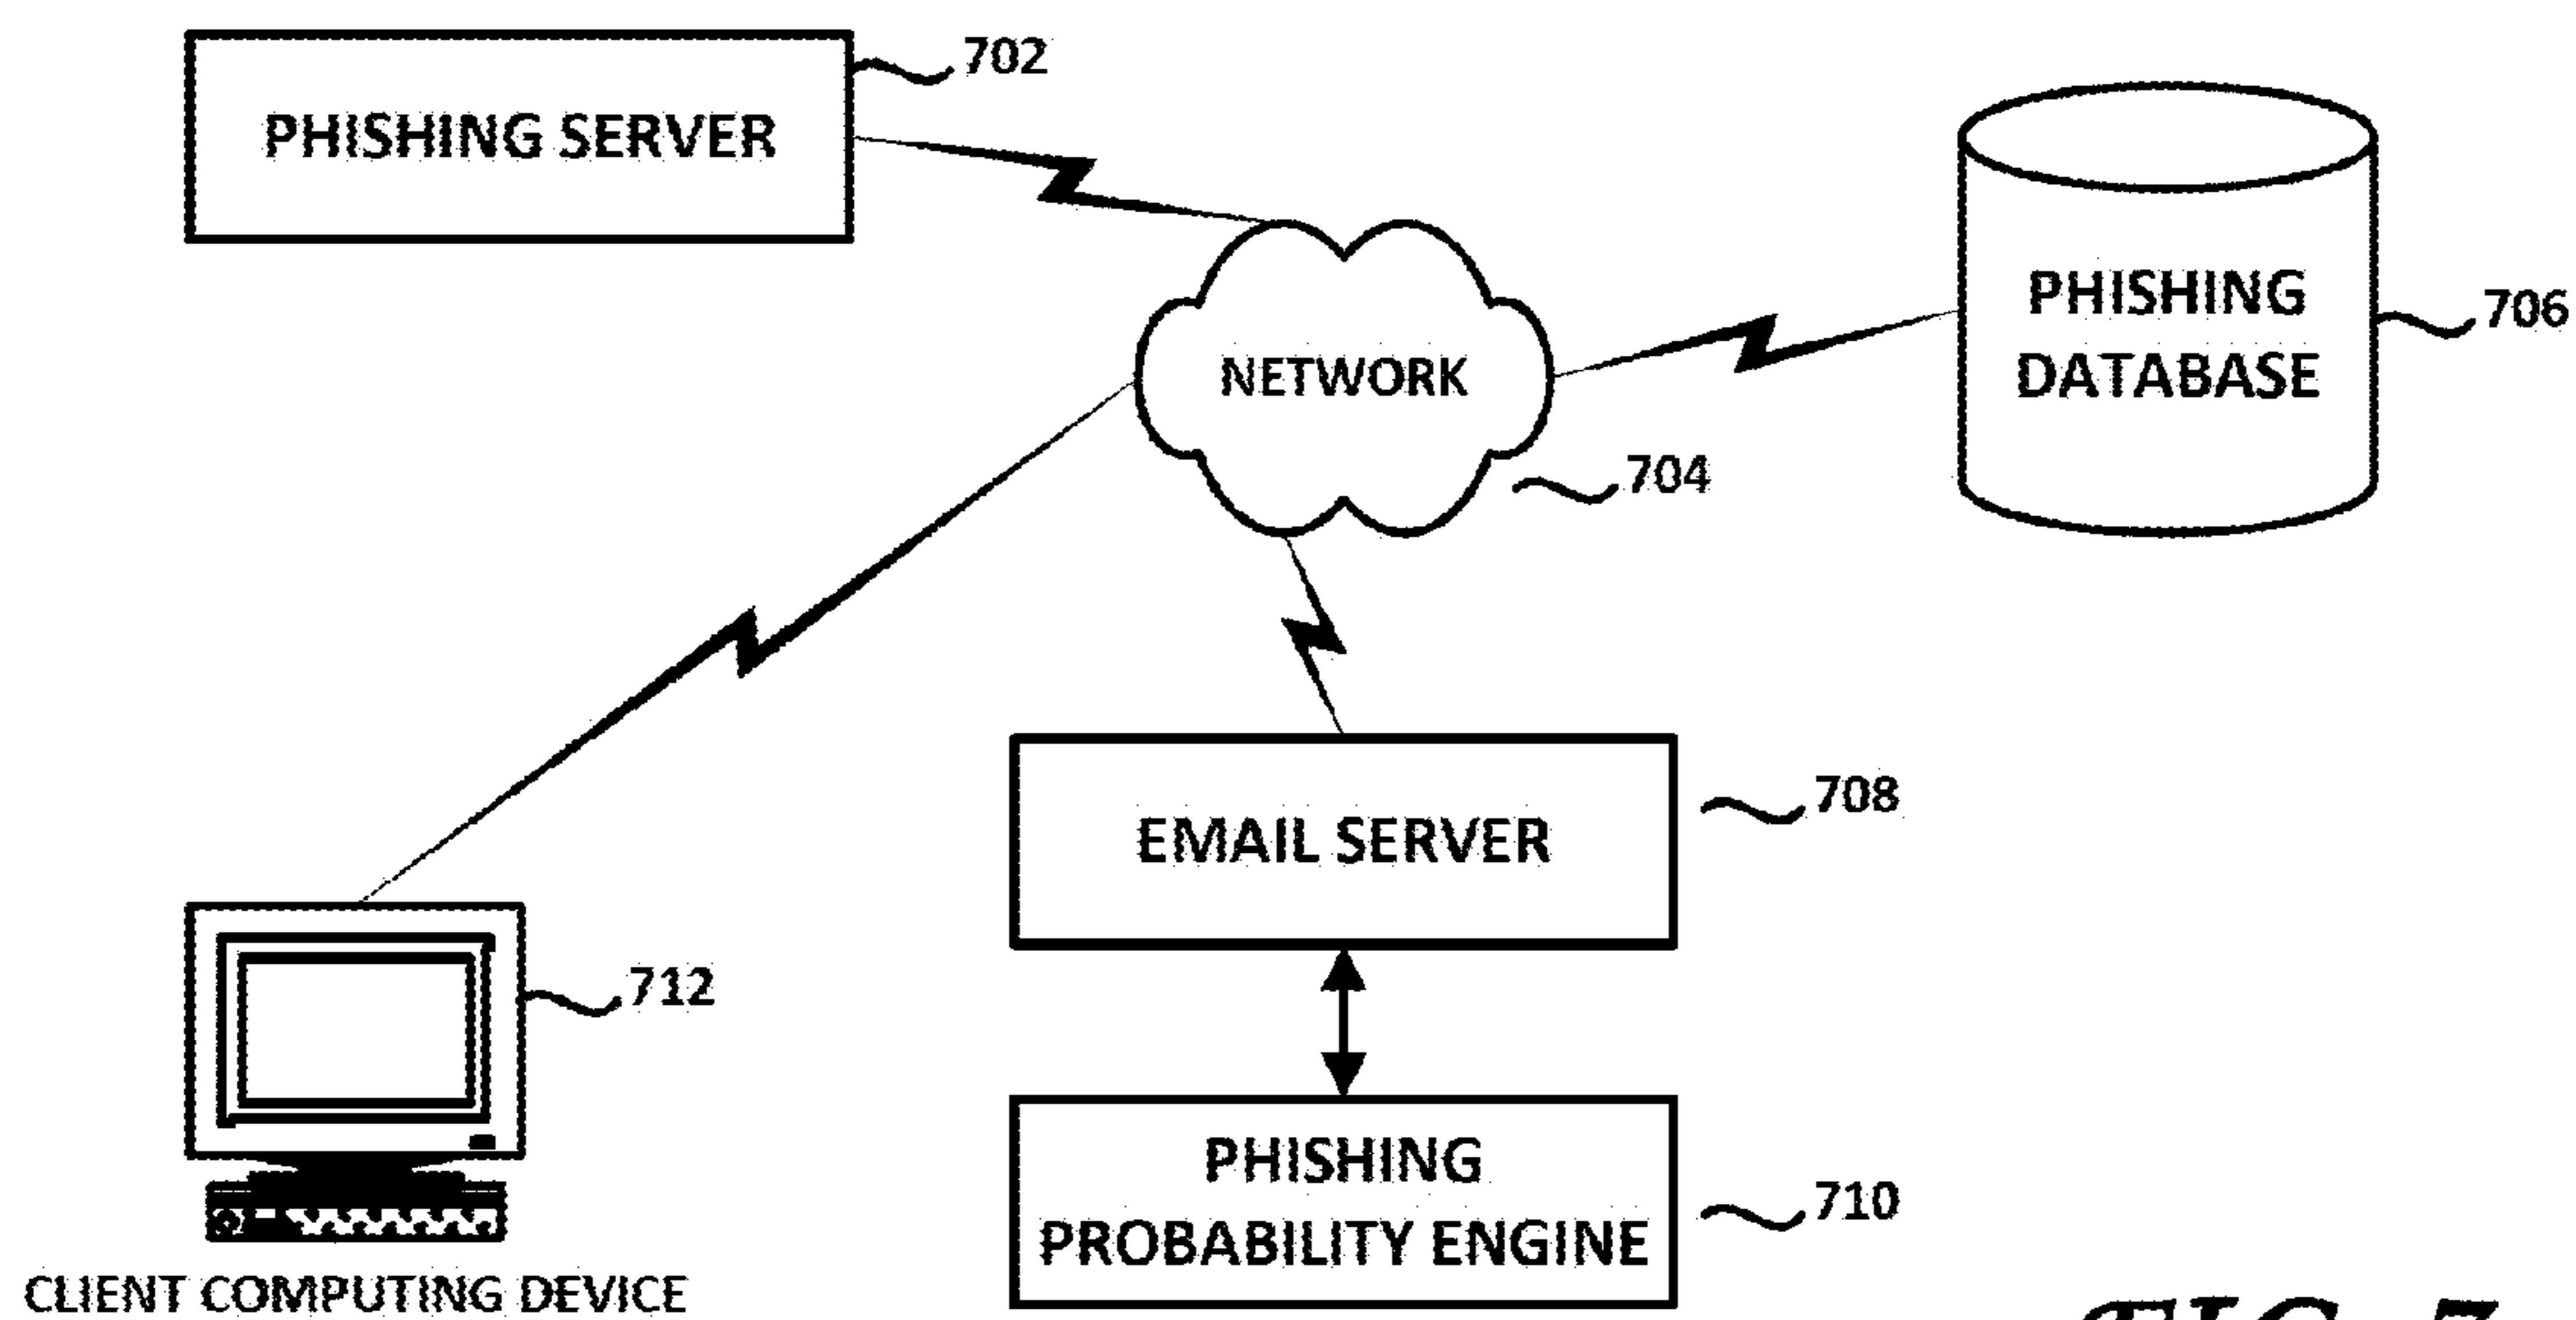 702
PHISHING SERVER
PHISHING
DATABASE
706
NETWORK
704
EMAIL SERVER
708
712
CLIENT COMPUTING DEVICE
PHISHING
PROBABILITY ENGINE
710